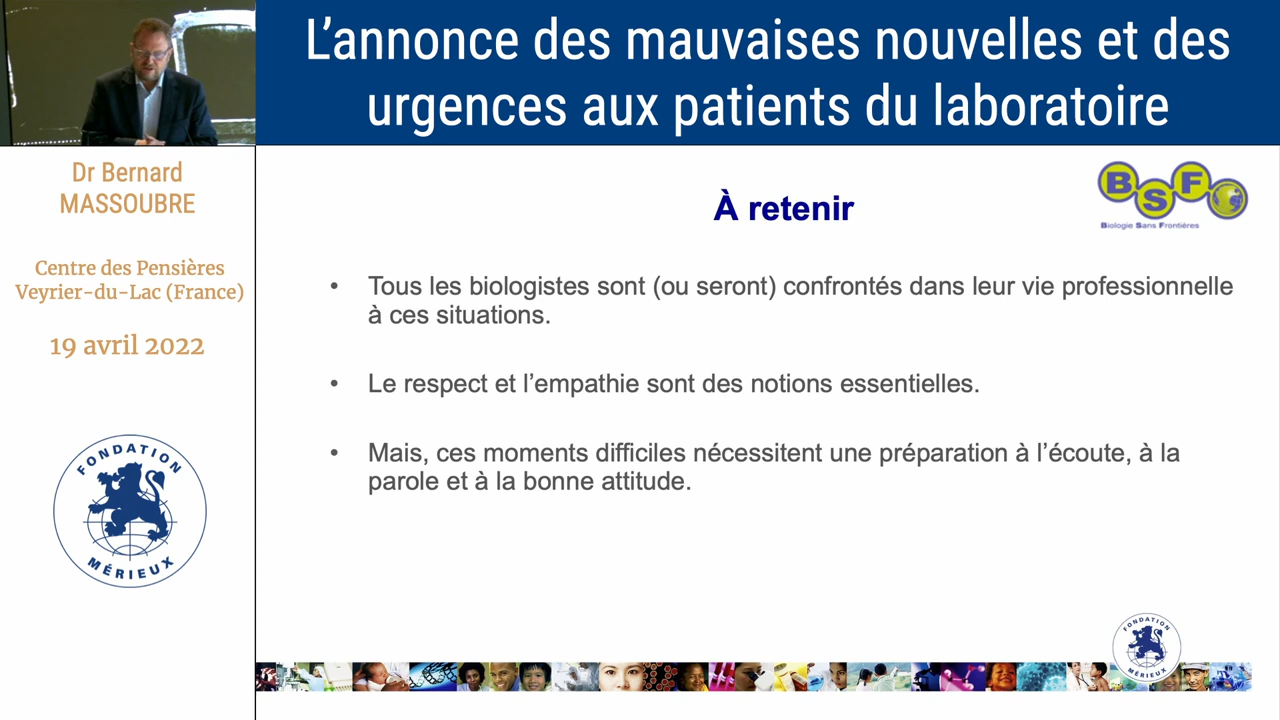 L'annonce des mauvaises nouvelles et des
urgences aux patients du laboratoire
Dr Bernard
MASSOUBRE
Centre des Pensières
Veyrier-du-Lac (France)
19 avril 2022
FONDATION
MÉRIEUX
BSF
Biologie Sans Frontières
À retenir
• Tous les biologistes sont (ou seront) confrontés dans leur vie professionnelle
à ces situations.
• Le respect et l'empathie sont des notions essentielles.
• Mais, ces moments difficiles nécessitent une préparation à l'écoute, à la
parole et à la bonne attitude.
FONDATION
MÉRIEUX